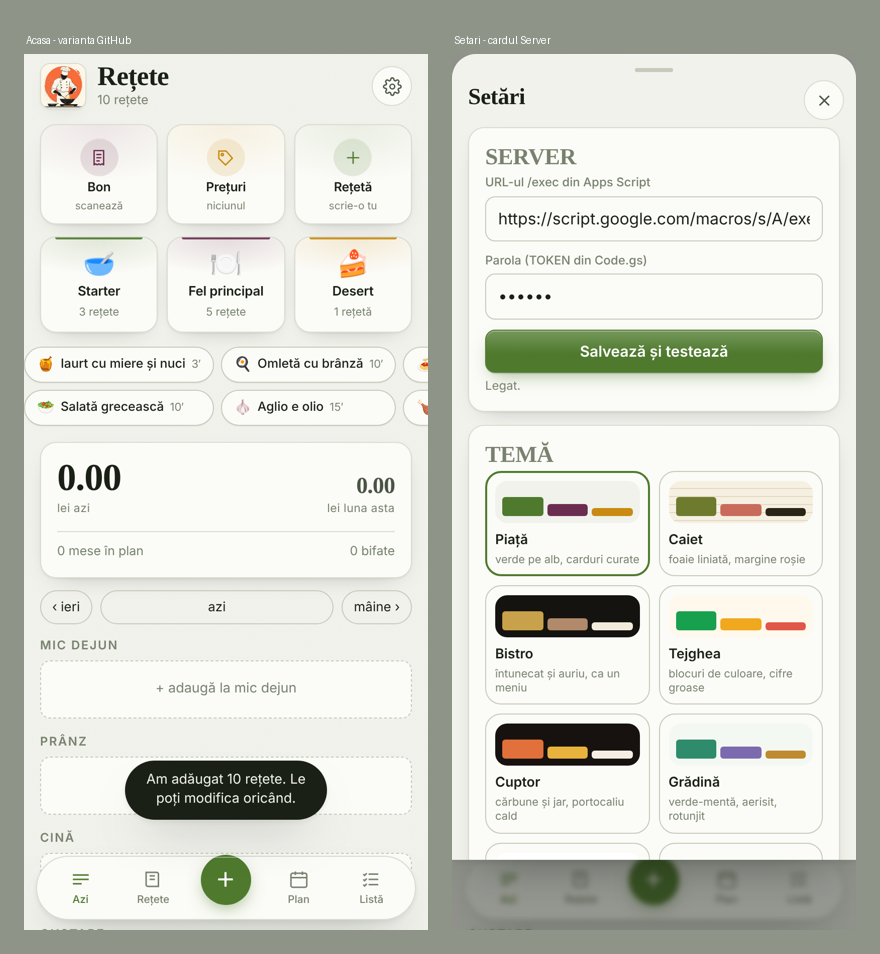 Acasa - varianta GitHub
Rețete
10 rețete
Bon
scanează
Prețuri
niciunul
Rețetă
scrie-o tu
Starter
3 rețete
Fel principal
5 rețete
Desert
1 rețetă
Iaurt cu miere și nuci 3'
Omletă cu brânză 10'
Salată grecească 10'
Aglio e olio 15'
0.00
lei azi
0.00
lei luna asta
0 mese în plan
0 bifate
‹ ieri
azi
mâine ›
MIC DEJUN
+ adaugă la mic dejun
PRÂNZ
Am adăugat 10 rețete. Le
poți modifica oricând.
CINĂ
Azi
Rețete
+
Plan
Listă
Setari - cardul Server
Setări
SERVER
URL-ul /exec din Apps Script
https://script.google.com/macros/s/A/exe
Parola (TOKEN din Code.gs)
••••••
Salvează și testează
Legat.
TEMĂ
Piață
verde pe alb, carduri curate
Caiet
foaie liniată, margine roșie
Bistro
întunecat și auriu, ca un
meniu
Tejghea
blocuri de culoare, cifre
groase
Cuptor
cărbune și jar, portocaliu
cald
Grădină
verde-mentă, aerisit,
rotunjit